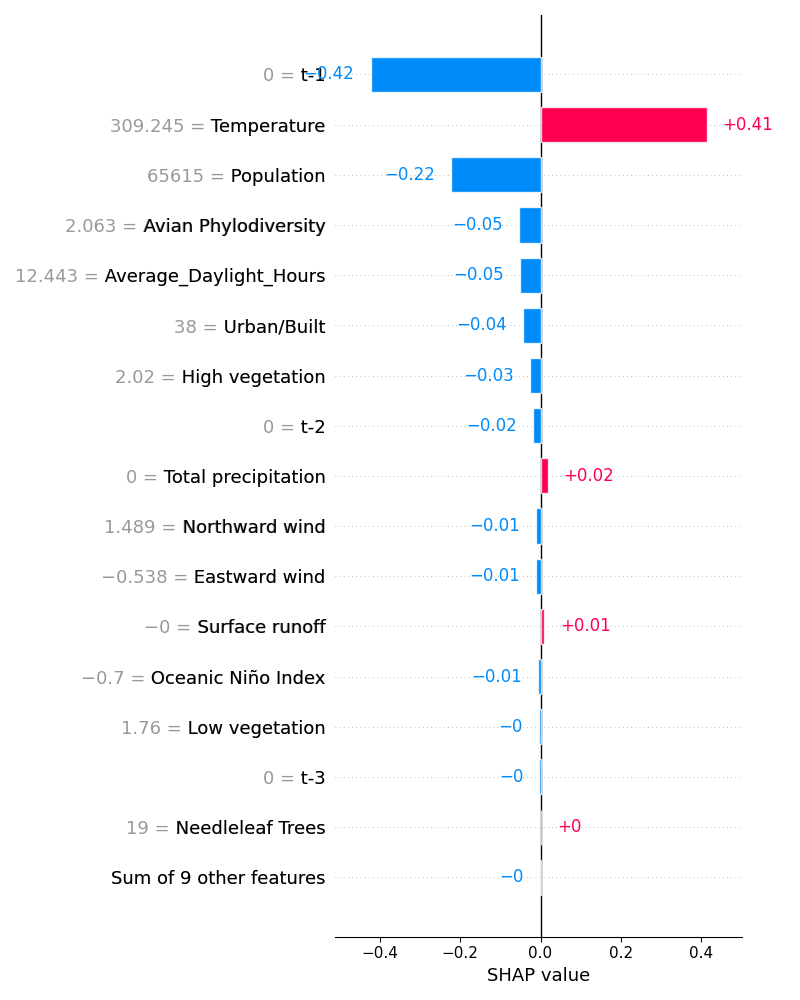 0 = t-1 −0.42
309.245 = Temperature +0.41
65615 = Population −0.22
2.063 = Avian Phylodiversity −0.05
12.443 = Average_Daylight_Hours −0.05
38 = Urban/Built −0.04
2.02 = High vegetation −0.03
0 = t-2 −0.02
0 = Total precipitation +0.02
1.489 = Northward wind −0.01
−0.538 = Eastward wind −0.01
−0 = Surface runoff +0.01
−0.7 = Oceanic Niño Index −0.01
1.76 = Low vegetation −0
0 = t-3 −0
19 = Needleleaf Trees +0
Sum of 9 other features −0
−0.4 −0.2 0.0 0.2 0.4
SHAP value